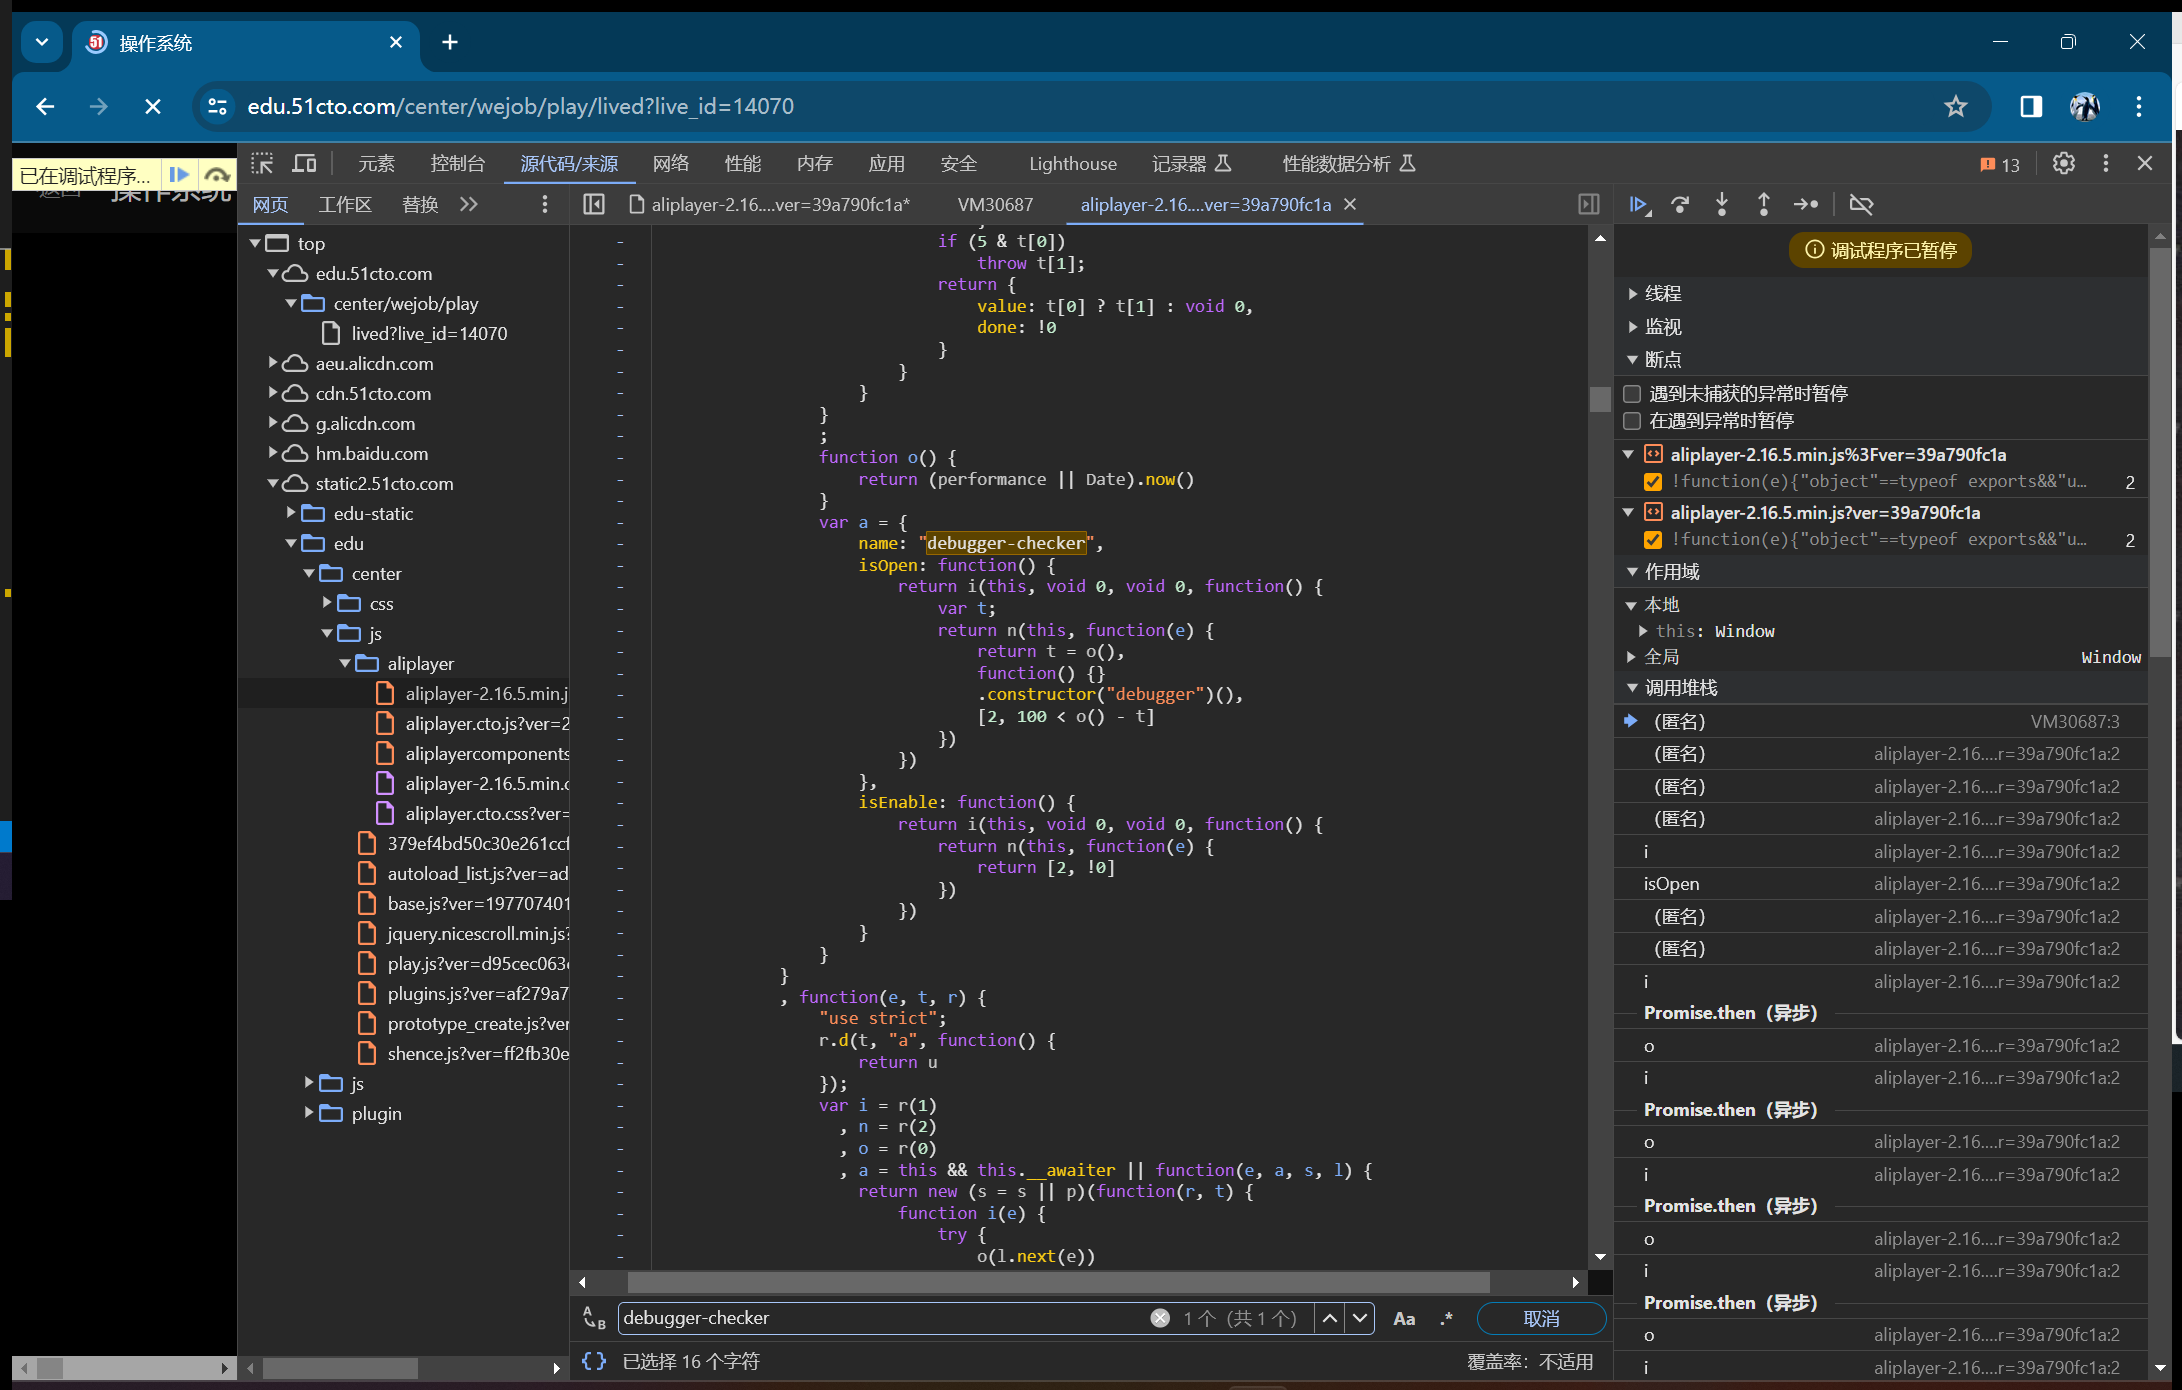 操作系统
edu.51cto.com/center/wejob/play/lived?live_id=14070
已在调试程序...
返回 操作系统
元素 控制台 源代码/来源 网络 性能 内存 应用 安全 Lighthouse 记录器 性能数据分析 13
网页 工作区 替换
aliplayer-2.16....ver=39a790fc1a* VM30687 aliplayer-2.16....ver=39a790fc1a
top
edu.51cto.com
center/wejob/play
lived?live_id=14070
aeu.alicdn.com
cdn.51cto.com
g.alicdn.com
hm.baidu.com
static2.51cto.com
edu-static
edu
center
css
js
aliplayer
aliplayer-2.16.5.min.j
aliplayer.cto.js?ver=2
aliplayercomponents
aliplayer-2.16.5.min.c
aliplayer.cto.css?ver=
379ef4bd50c30e261ccf
autoload_list.js?ver=ad
base.js?ver=197707401
jquery.nicescroll.min.js?
play.js?ver=d95cec063c
plugins.js?ver=af279a7
prototype_create.js?ver
shence.js?ver=ff2fb30e
js
plugin
if (5 & t[0])
throw t[1];
return {
value: t[0] ? t[1] : void 0,
done: !0
}
}
}
}
;
function o() {
return (performance || Date).now()
}
var a = {
name: "debugger-checker",
isOpen: function() {
return i(this, void 0, void 0, function() {
var t;
return n(this, function(e) {
return t = o(),
function() {}
.constructor("debugger")(),
[2, 100 < o() - t]
})
})
},
isEnable: function() {
return i(this, void 0, void 0, function() {
return n(this, function(e) {
return [2, !0]
})
})
}
}
}
, function(e, t, r) {
"use strict";
r.d(t, "a", function() {
return u
});
var i = r(1)
, n = r(2)
, o = r(0)
, a = this && this.__awaiter || function(e, a, s, l) {
return new (s = s || p)(function(r, t) {
function i(e) {
try {
o(l.next(e))
debugger-checker 1个 (共1个) Aa .* 取消
{} 已选择 16 个字符 覆盖率：不适用
调试程序已暂停
线程
监视
断点
遇到未捕获的异常时暂停
在遇到异常时暂停
aliplayer-2.16.5.min.js%3Fver=39a790fc1a
!function(e){"object"==typeof exports&&"u... 2
aliplayer-2.16.5.min.js?ver=39a790fc1a
!function(e){"object"==typeof exports&&"u... 2
作用域
本地
this: Window
全局 Window
调用堆栈
(匿名) VM30687:3
(匿名) aliplayer-2.16....r=39a790fc1a:2
(匿名) aliplayer-2.16....r=39a790fc1a:2
(匿名) aliplayer-2.16....r=39a790fc1a:2
i aliplayer-2.16....r=39a790fc1a:2
isOpen aliplayer-2.16....r=39a790fc1a:2
(匿名) aliplayer-2.16....r=39a790fc1a:2
(匿名) aliplayer-2.16....r=39a790fc1a:2
i aliplayer-2.16....r=39a790fc1a:2
Promise.then（异步）
o aliplayer-2.16....r=39a790fc1a:2
i aliplayer-2.16....r=39a790fc1a:2
Promise.then（异步）
o aliplayer-2.16....r=39a790fc1a:2
i aliplayer-2.16....r=39a790fc1a:2
Promise.then（异步）
o aliplayer-2.16....r=39a790fc1a:2
i aliplayer-2.16....r=39a790fc1a:2
Promise.then（异步）
o aliplayer-2.16....r=39a790fc1a:2
i aliplayer-2.16....r=39a790fc1a:2